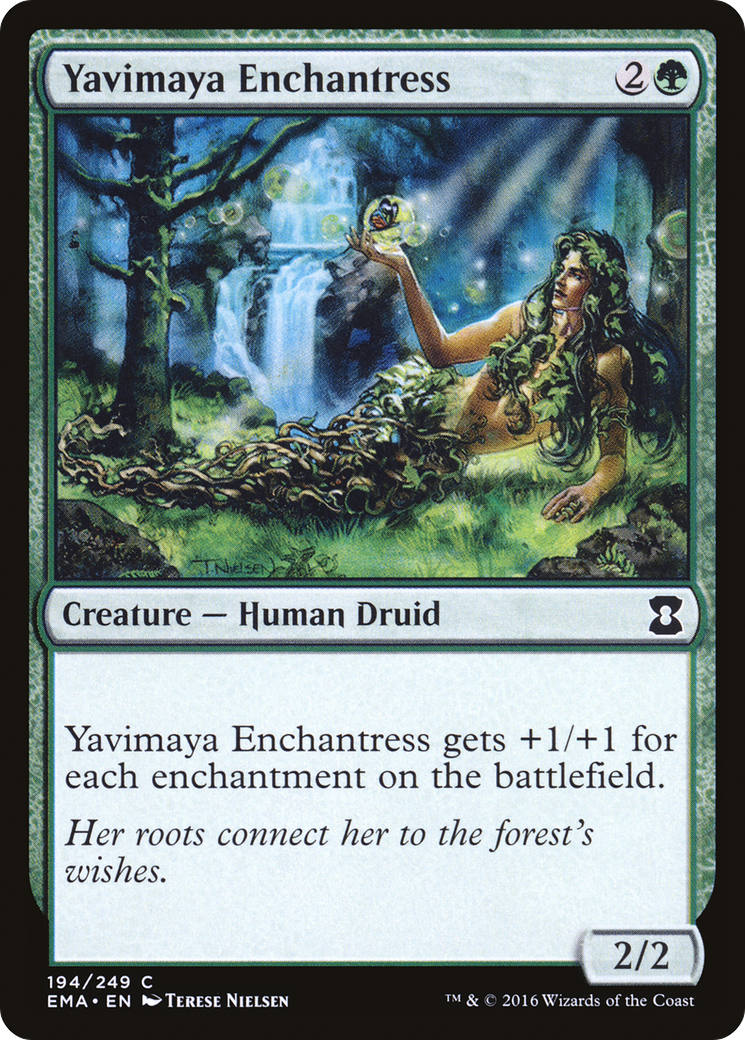 Yavimaya Enchantress 2
T. NIELSEN
Creature — Human Druid
Yavimaya Enchantress gets +1/+1 for
each enchantment on the battlefield.
Her roots connect her to the forest's
wishes.
2/2
194/249 C
EMA • EN TERESE NIELSEN
™ & © 2016 Wizards of the Coast